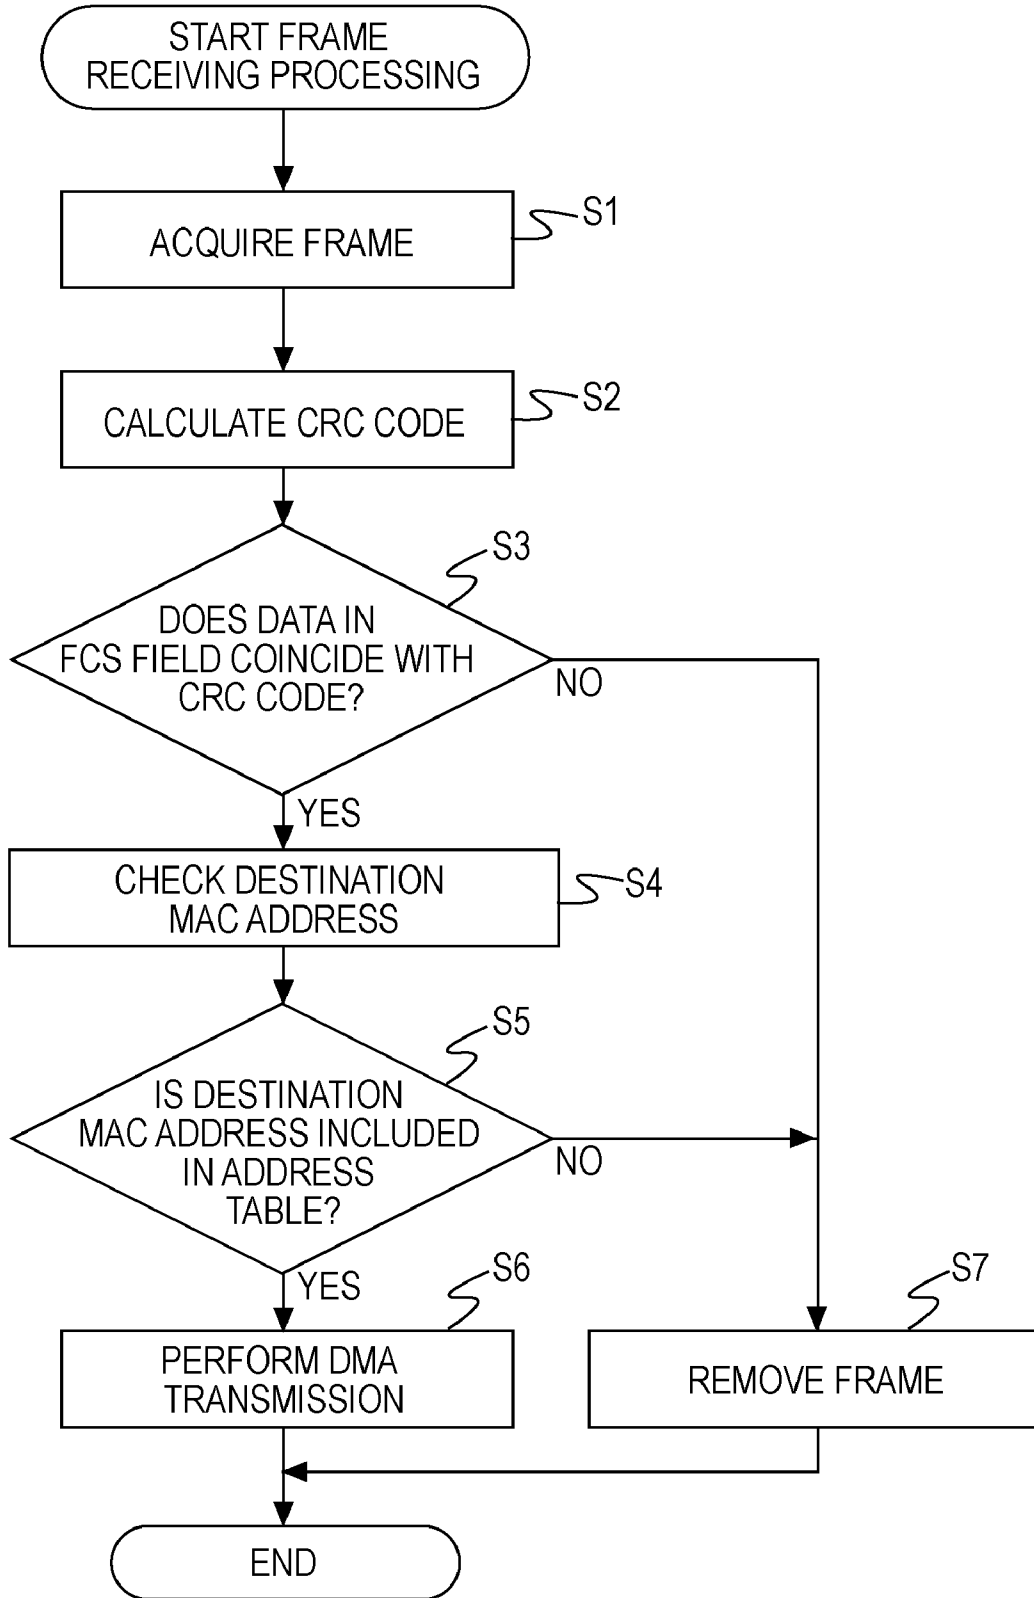 START FRAME
RECEIVING PROCESSING
ACQUIRE FRAME
S1
CALCULATE CRC CODE
S2
S3
DOES DATA IN
FCS FIELD COINCIDE WITH
CRC CODE?
NO
YES
CHECK DESTINATION
MAC ADDRESS
S4
S5
IS DESTINATION
MAC ADDRESS INCLUDED
IN ADDRESS
TABLE?
NO
YES
S6
PERFORM DMA
TRANSMISSION
S7
REMOVE FRAME
END